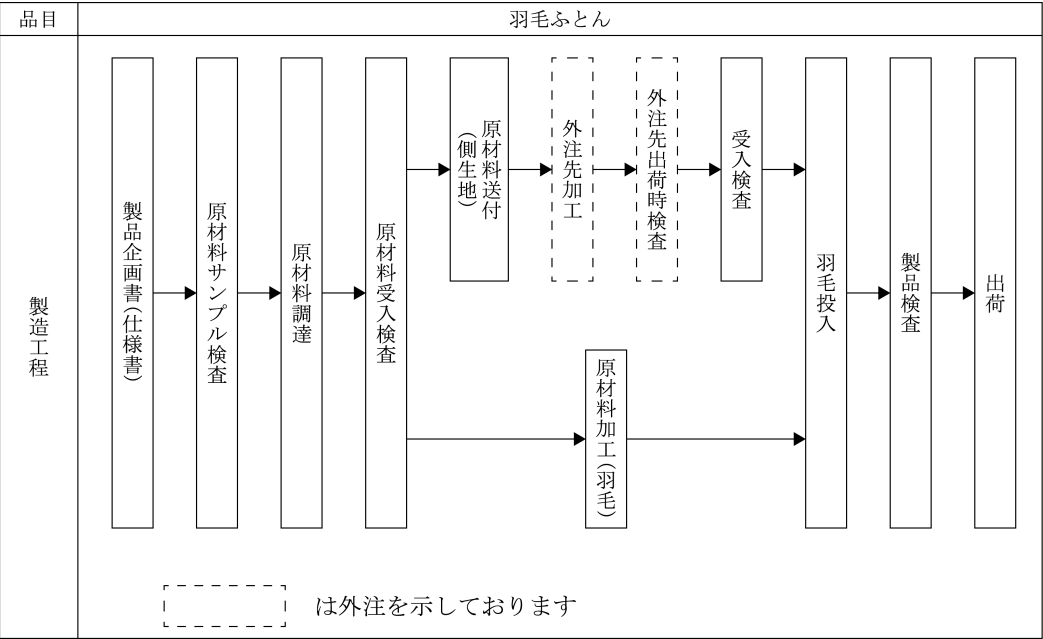 品目
羽毛ふとん
製造工程
製品企画書(仕様書)
原材料サンプル検査
原材料調達
原材料受入検査
原材料送付
(側生地)
外注先加工
外注先出荷時検査
受入検査
原材料加工(羽毛)
羽毛投入
製品検査
出荷
は外注を示しております